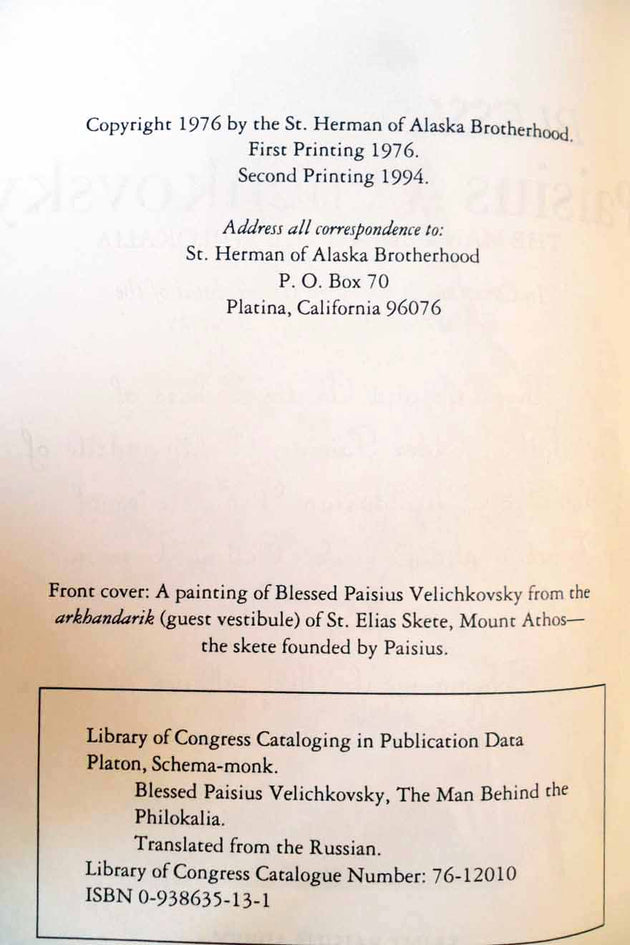 Copyright 1976 by the St. Herman of Alaska Brotherhood.
First Printing 1976.
Second Printing 1994.
Address all correspondence to:
St. Herman of Alaska Brotherhood
P. O. Box 70
Platina, California 96076
Front cover: A painting of Blessed Paisius Velichkovsky from the
arkhandarik (guest vestibule) of St. Elias Skete, Mount Athos—
the skete founded by Paisius.
Library of Congress Cataloging in Publication Data
Platon, Schema-monk.
Blessed Paisius Velichkovsky, The Man Behind the
Philokalia.
Translated from the Russian.
Library of Congress Catalogue Number: 76-12010
ISBN 0-938635-13-1